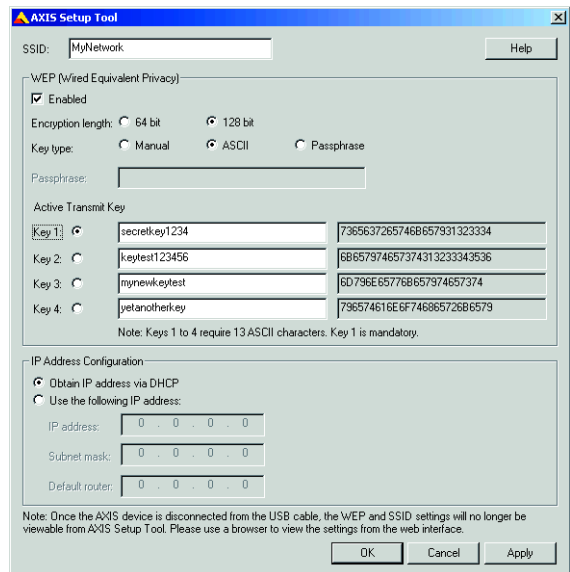 AXIS Setup Tool
SSID: MyNetwork Help
WEP (Wired Equivalent Privacy)
Enabled
Encryption length: 64 bit 128 bit
Key type: Manual ASCII Passphrase
Passphrase:
Active Transmit Key
Key 1: secretkey1234 7365637265746B657931323334
Key 2: keytest123456 6B657974657374313233343536
Key 3: mynewkeytest 6D796E65776B657974657374
Key 4: yetanotherkey 796574616E6F746865726B6579
Note: Keys 1 to 4 require 13 ASCII characters. Key 1 is mandatory.
IP Address Configuration
Obtain IP address via DHCP
Use the following IP address:
IP address: 0 . 0 . 0 . 0
Subnet mask: 0 . 0 . 0 . 0
Default router: 0 . 0 . 0 . 0
Note: Once the AXIS device is disconnected from the USB cable, the WEP and SSID settings will no longer be
viewable from AXIS Setup Tool. Please use a browser to view the settings from the web interface.
OK Cancel Apply